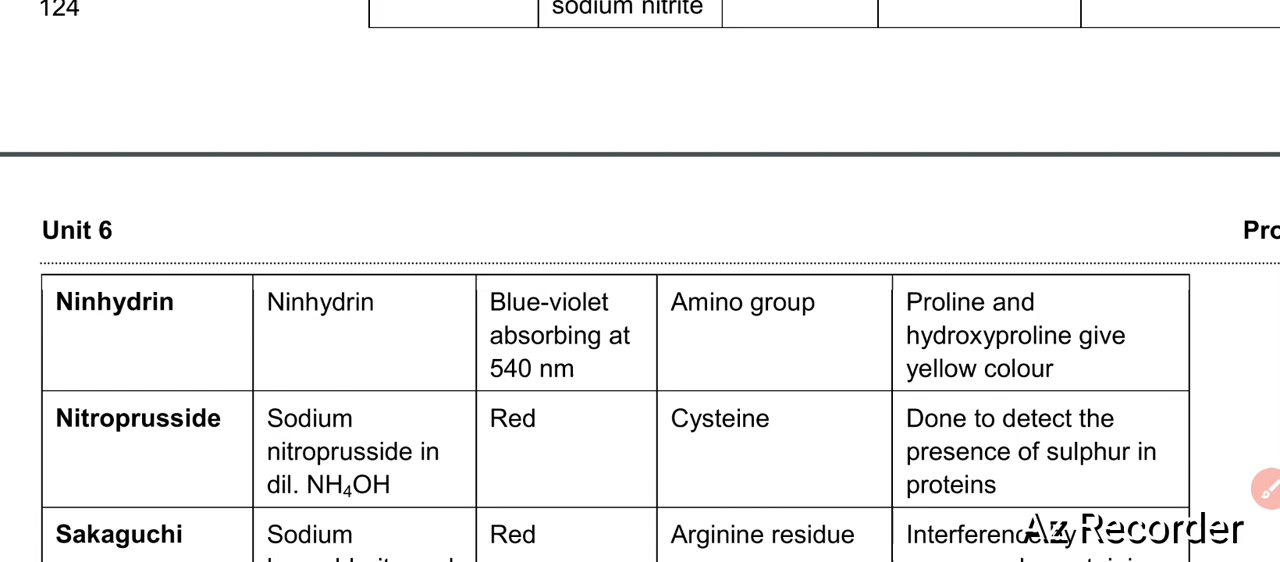 124
sodium nitrite
Unit 6
Ninhydrin
Ninhydrin
Blue-violet
absorbing at
540 nm
Amino group
Proline and
hydroxyproline give
yellow colour
Nitroprusside
Sodium
nitroprusside in
dil. NH₄OH
Red
Cysteine
Done to detect the
presence of sulphur in
proteins
Sakaguchi
Sodium
Red
Arginine residue
Az Recorder